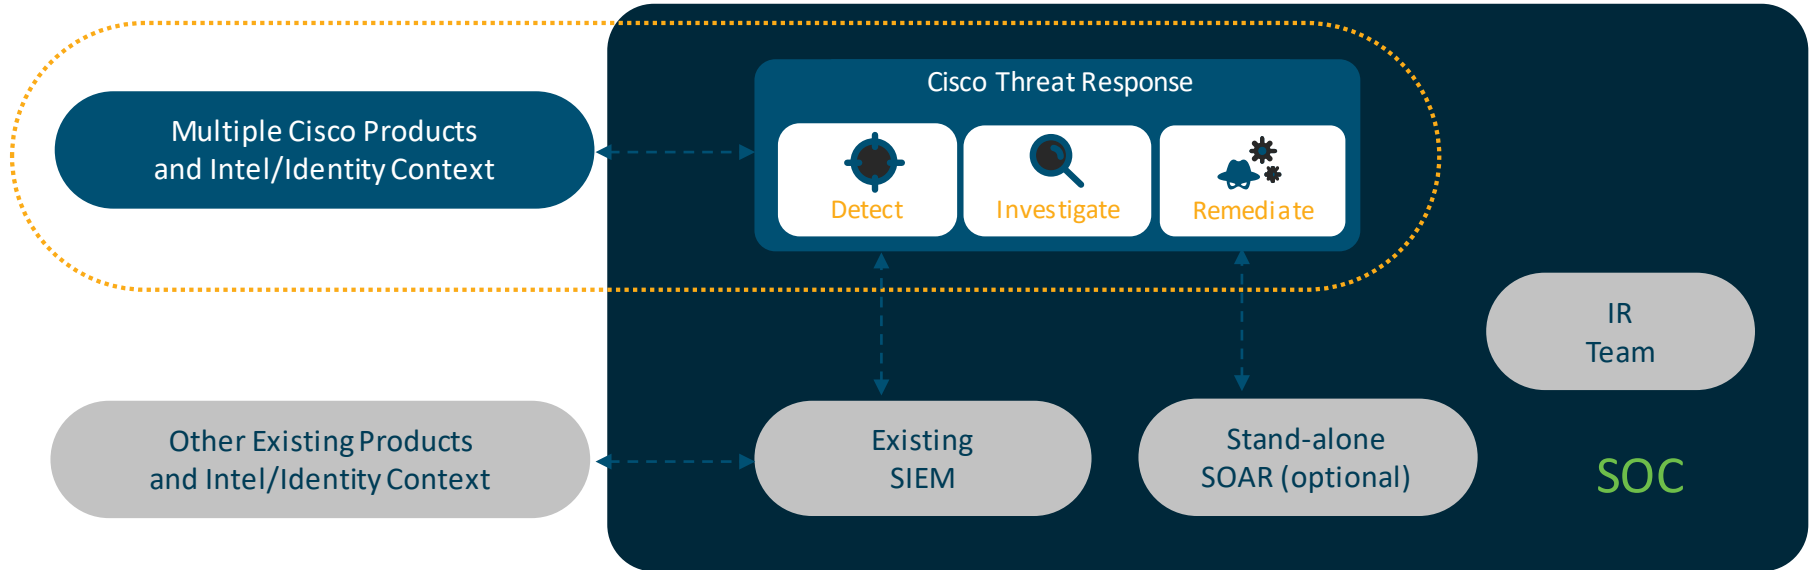 Cisco Threat Response
Multiple Cisco Products
and Intel/Identity Context
Detect
Investigate
Remediate
IR
Team
Other Existing Products
and Intel/Identity Context
Existing
SIEM
Stand-alone
SOAR (optional)
SOC